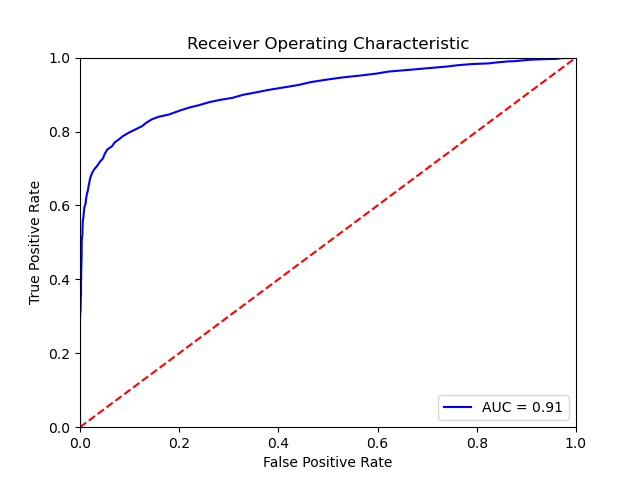 Receiver Operating Characteristic
True Positive Rate
1.0
0.8
0.6
0.4
0.2
0.0
AUC = 0.91
0.0 0.2 0.4 0.6 0.8 1.0
False Positive Rate